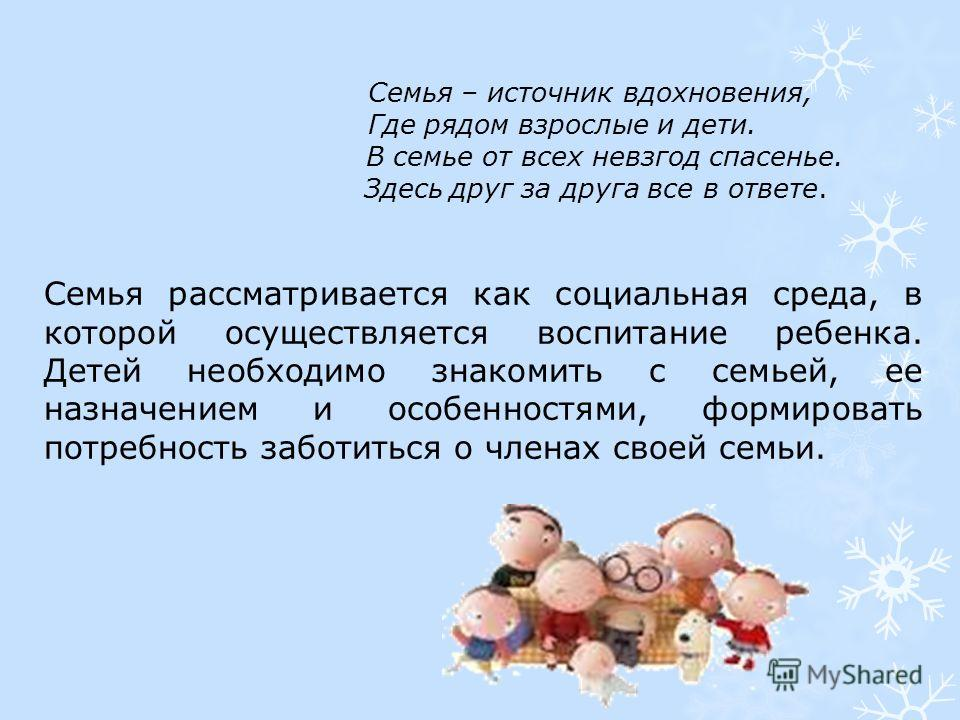 Семья – источник вдохновения,
Где рядом взрослые и дети.
В семье от всех невзгод спасенье.
Здесь друг за друга все в ответе.
Семья рассматривается как социальная среда, в
которой осуществляется воспитание ребенка.
Детей необходимо знакомить с семьей, ее
назначением и особенностями, формировать
потребность заботиться о членах своей семьи.
MyShared